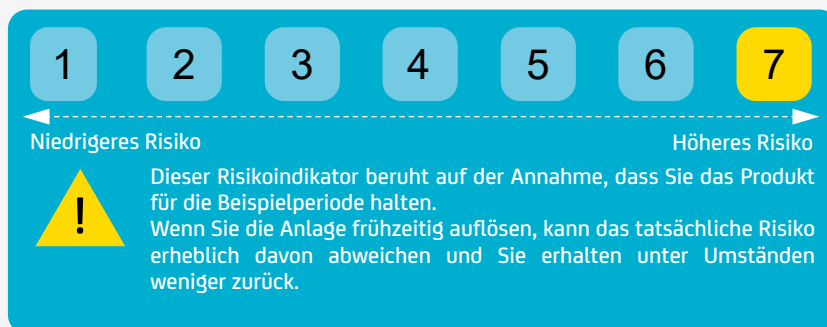 1 2 3 4 5 6 7
Niedrigeres Risiko Höheres Risiko
!
Dieser Risikoindikator beruht auf der Annahme, dass Sie das Produkt
für die Beispielperiode halten.
Wenn Sie die Anlage frühzeitig auflösen, kann das tatsächliche Risiko
erheblich davon abweichen und Sie erhalten unter Umständen
weniger zurück.